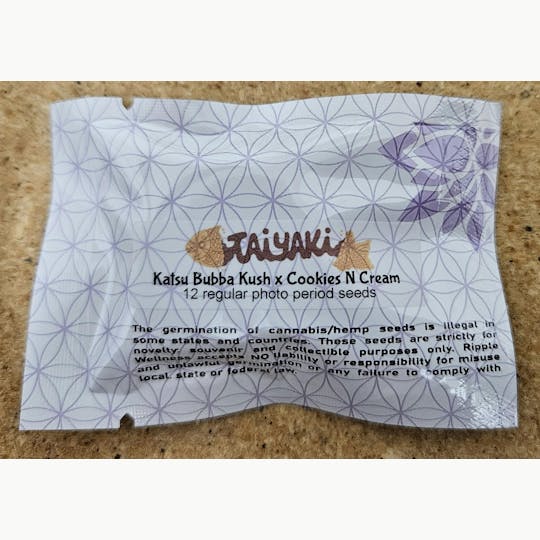 TAiYAKi
Katsu Bubba Kush x Cookies N Cream
12 regular photo period seeds
The germination of cannabis/hemp seeds is illegal in
some states and countries. These seeds are strictly for
novelty, souvenir and collectible purposes only. Ripple
Wellness accepts NO liability or responsibility for misuse
and unlawful germination or any failure to comply with
local, state or federal law.